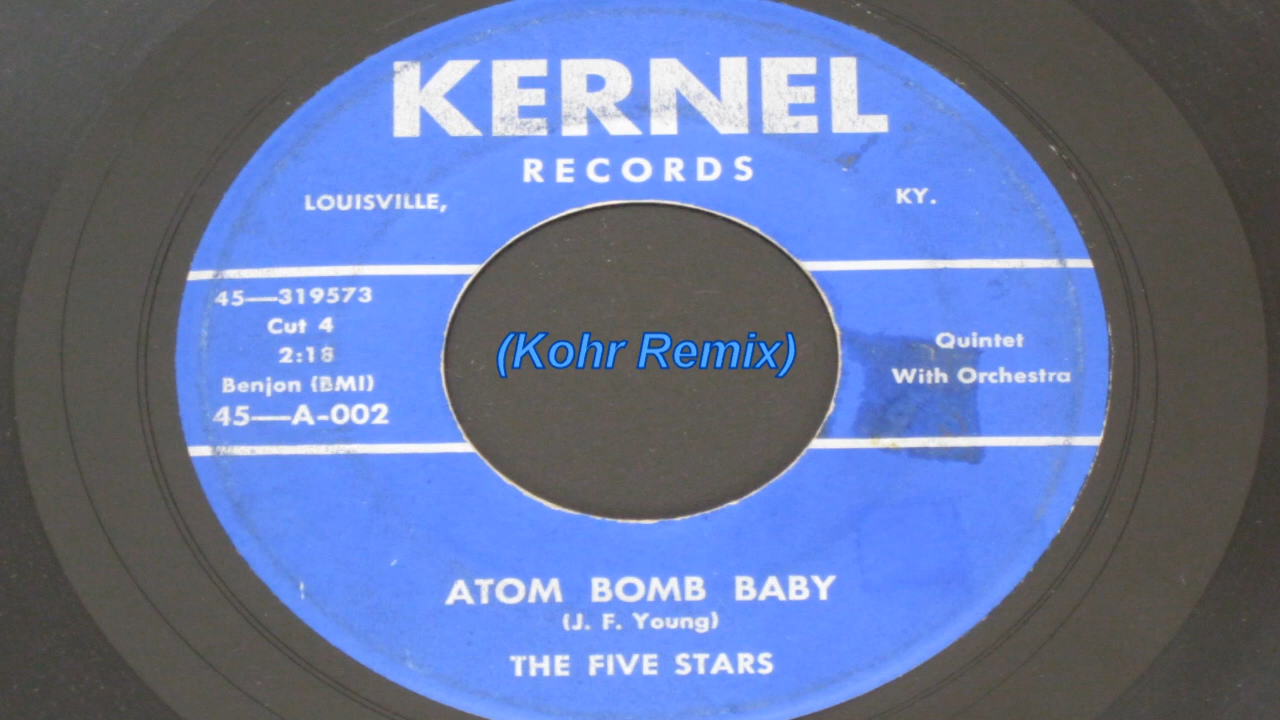 KERNEL
RECORDS
LOUISVILLE, KY.
45—319573
Cut 4
2:18
Benjon (BMI)
45—A-002
(Kohr Remix)
Quintet
With Orchestra
ATOM BOMB BABY
(J. F. Young)
THE FIVE STARS